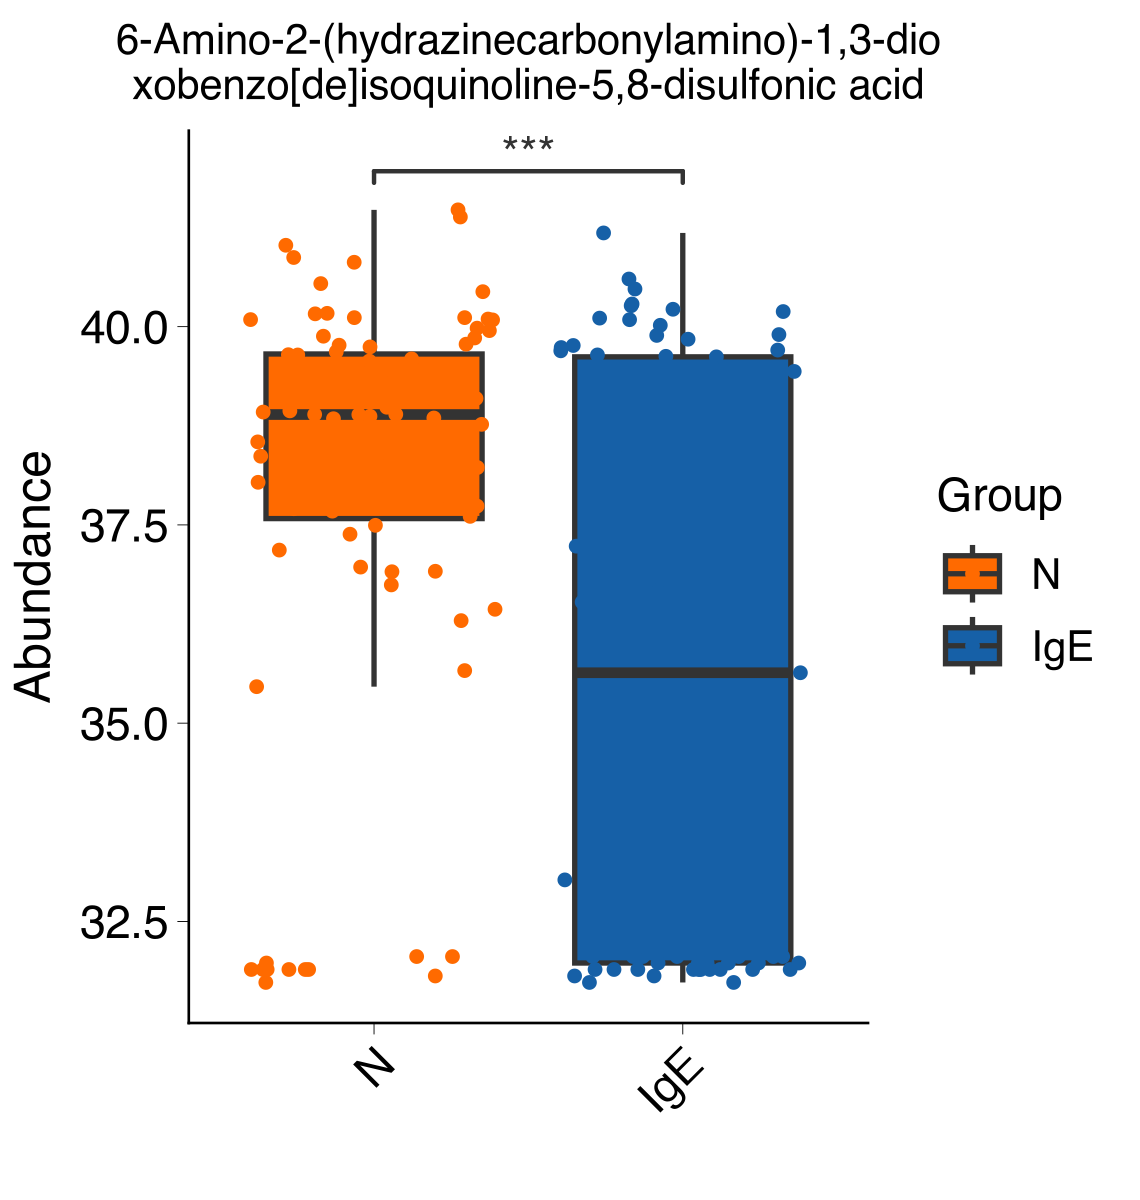 6-Amino-2-(hydrazinecarbonylamino)-1,3-dio
xobenzo[de]isoquinoline-5,8-disulfonic acid
***
40.0
37.5
35.0
32.5
Abundance
N
IgE
Group
N
IgE